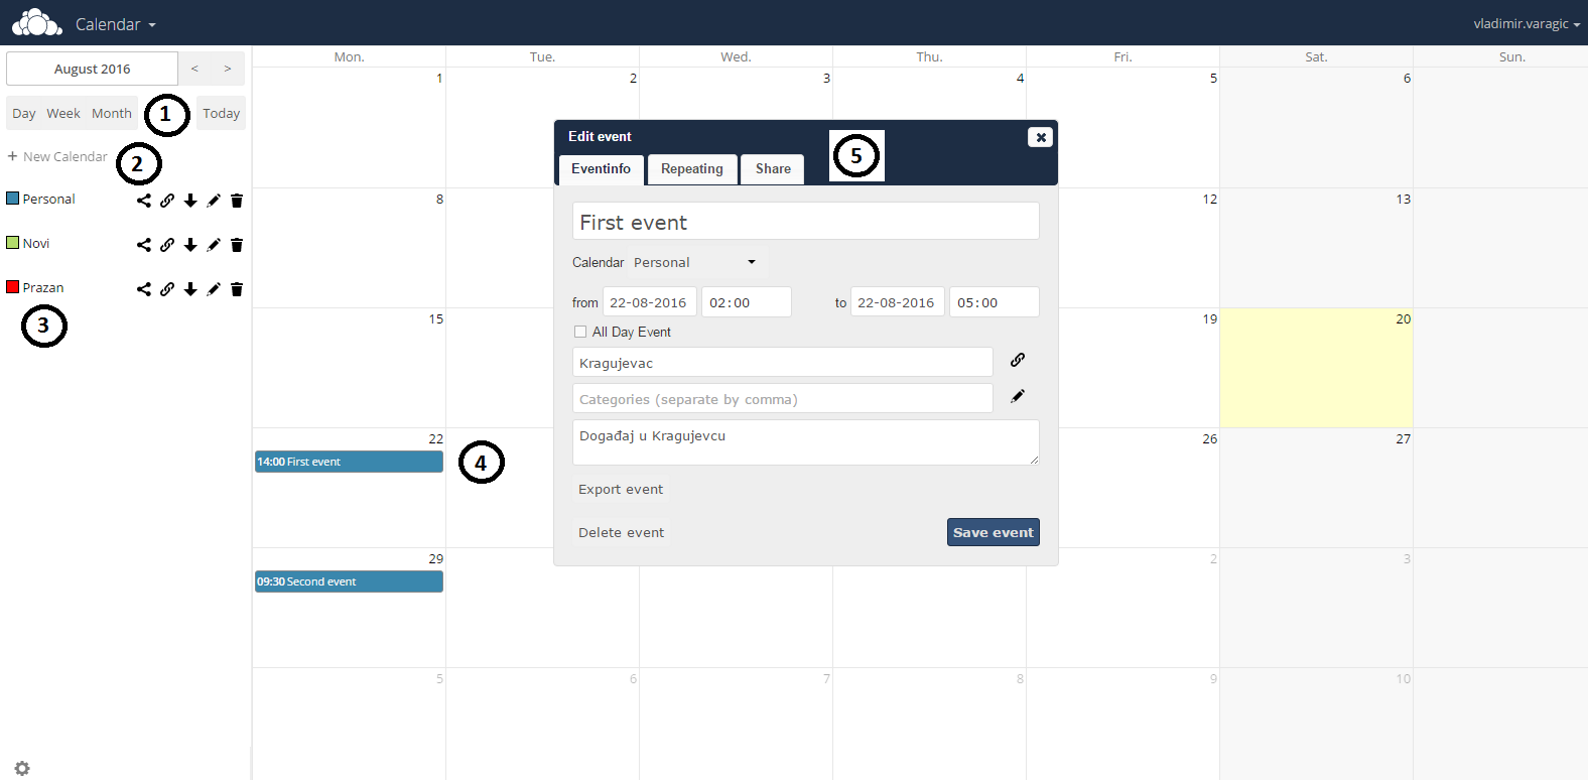 Calendar
vladimir.varagic
August 2016 < >
Day Week Month
1
Today
+ New Calendar
2
Personal
Novi
Prazan
3
Mon. Tue. Wed. Thu. Fri. Sat. Sun.
1 2 3 4 5 6
8 12 13
15 19 20
22 26 27
14:00 First event
4
29 2 3
09:30 Second event
5 6 7 8 9 10
Edit event
5
Eventinfo Repeating Share
First event
Calendar Personal
from 22-08-2016 02:00 to 22-08-2016 05:00
All Day Event
Kragujevac
Categories (separate by comma)
Događaj u Kragujevcu
Export event
Delete event
Save event